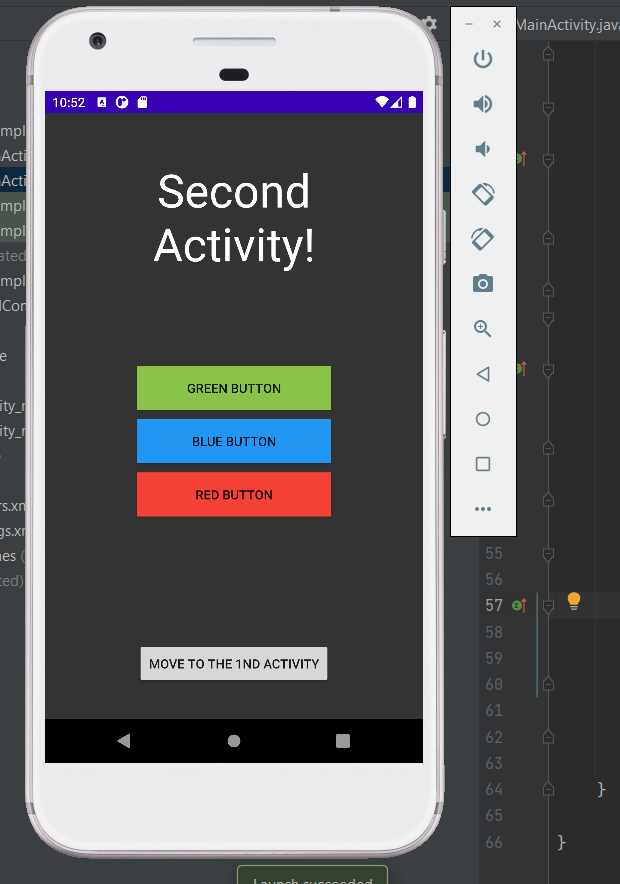 MainActivity.java
10:52
Second
Activity!
GREEN BUTTON
BLUE BUTTON
RED BUTTON
MOVE TO THE 1ND ACTIVITY
55
56
57
58
59
60
61
62
63
64
}
65
66
}
Launch succeeded